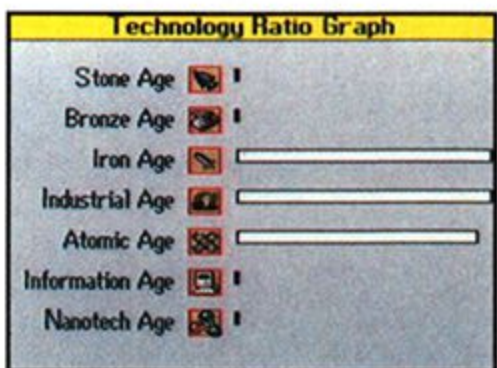 Technology Ratio Graph
Stone Age
Bronze Age
Iron Age
Industrial Age
Atomic Age
Information Age
Nanotech Age